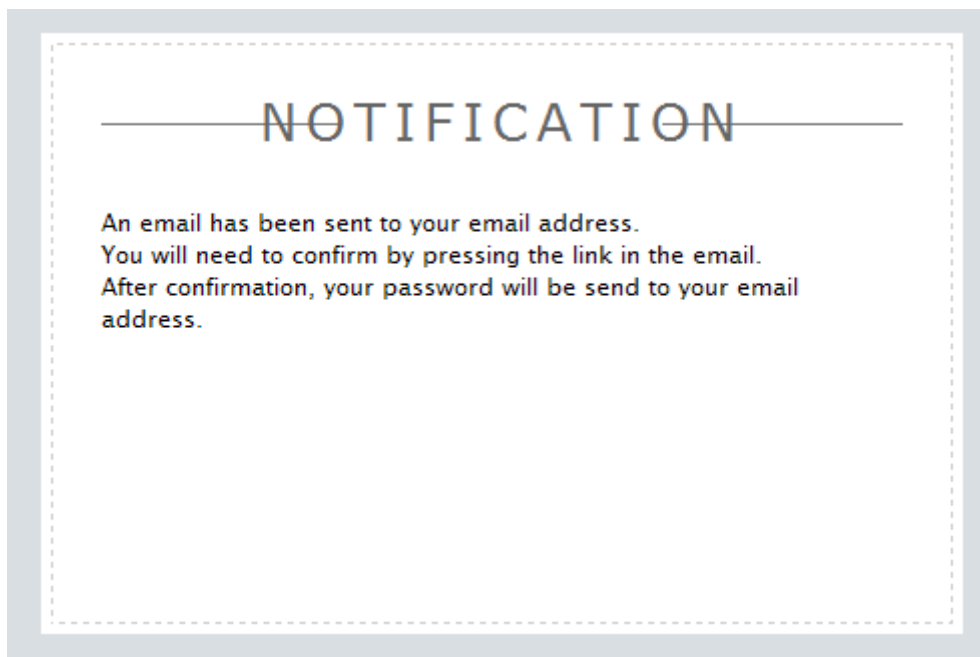 NOTIFICATION
An email has been sent to your email address.
You will need to confirm by pressing the link in the email.
After confirmation, your password will be send to your email
address.